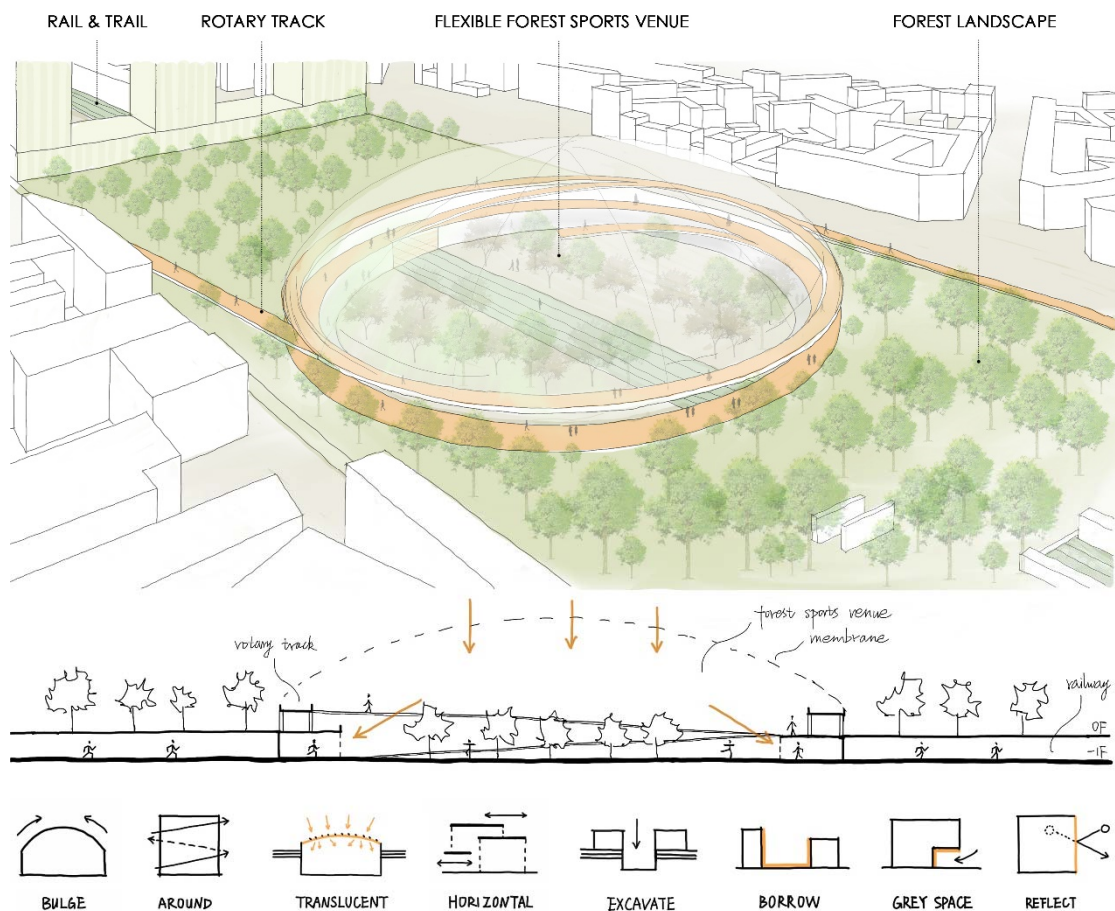 RAIL & TRAIL
ROTARY TRACK
FLEXIBLE FOREST SPORTS VENUE
FOREST LANDSCAPE
rotary track
forest sports venue
membrane
railway
0F
-1F
BULGE
AROUND
TRANSLUCENT
HORIZONTAL
EXCAVATE
BORROW
GREY SPACE
REFLECT